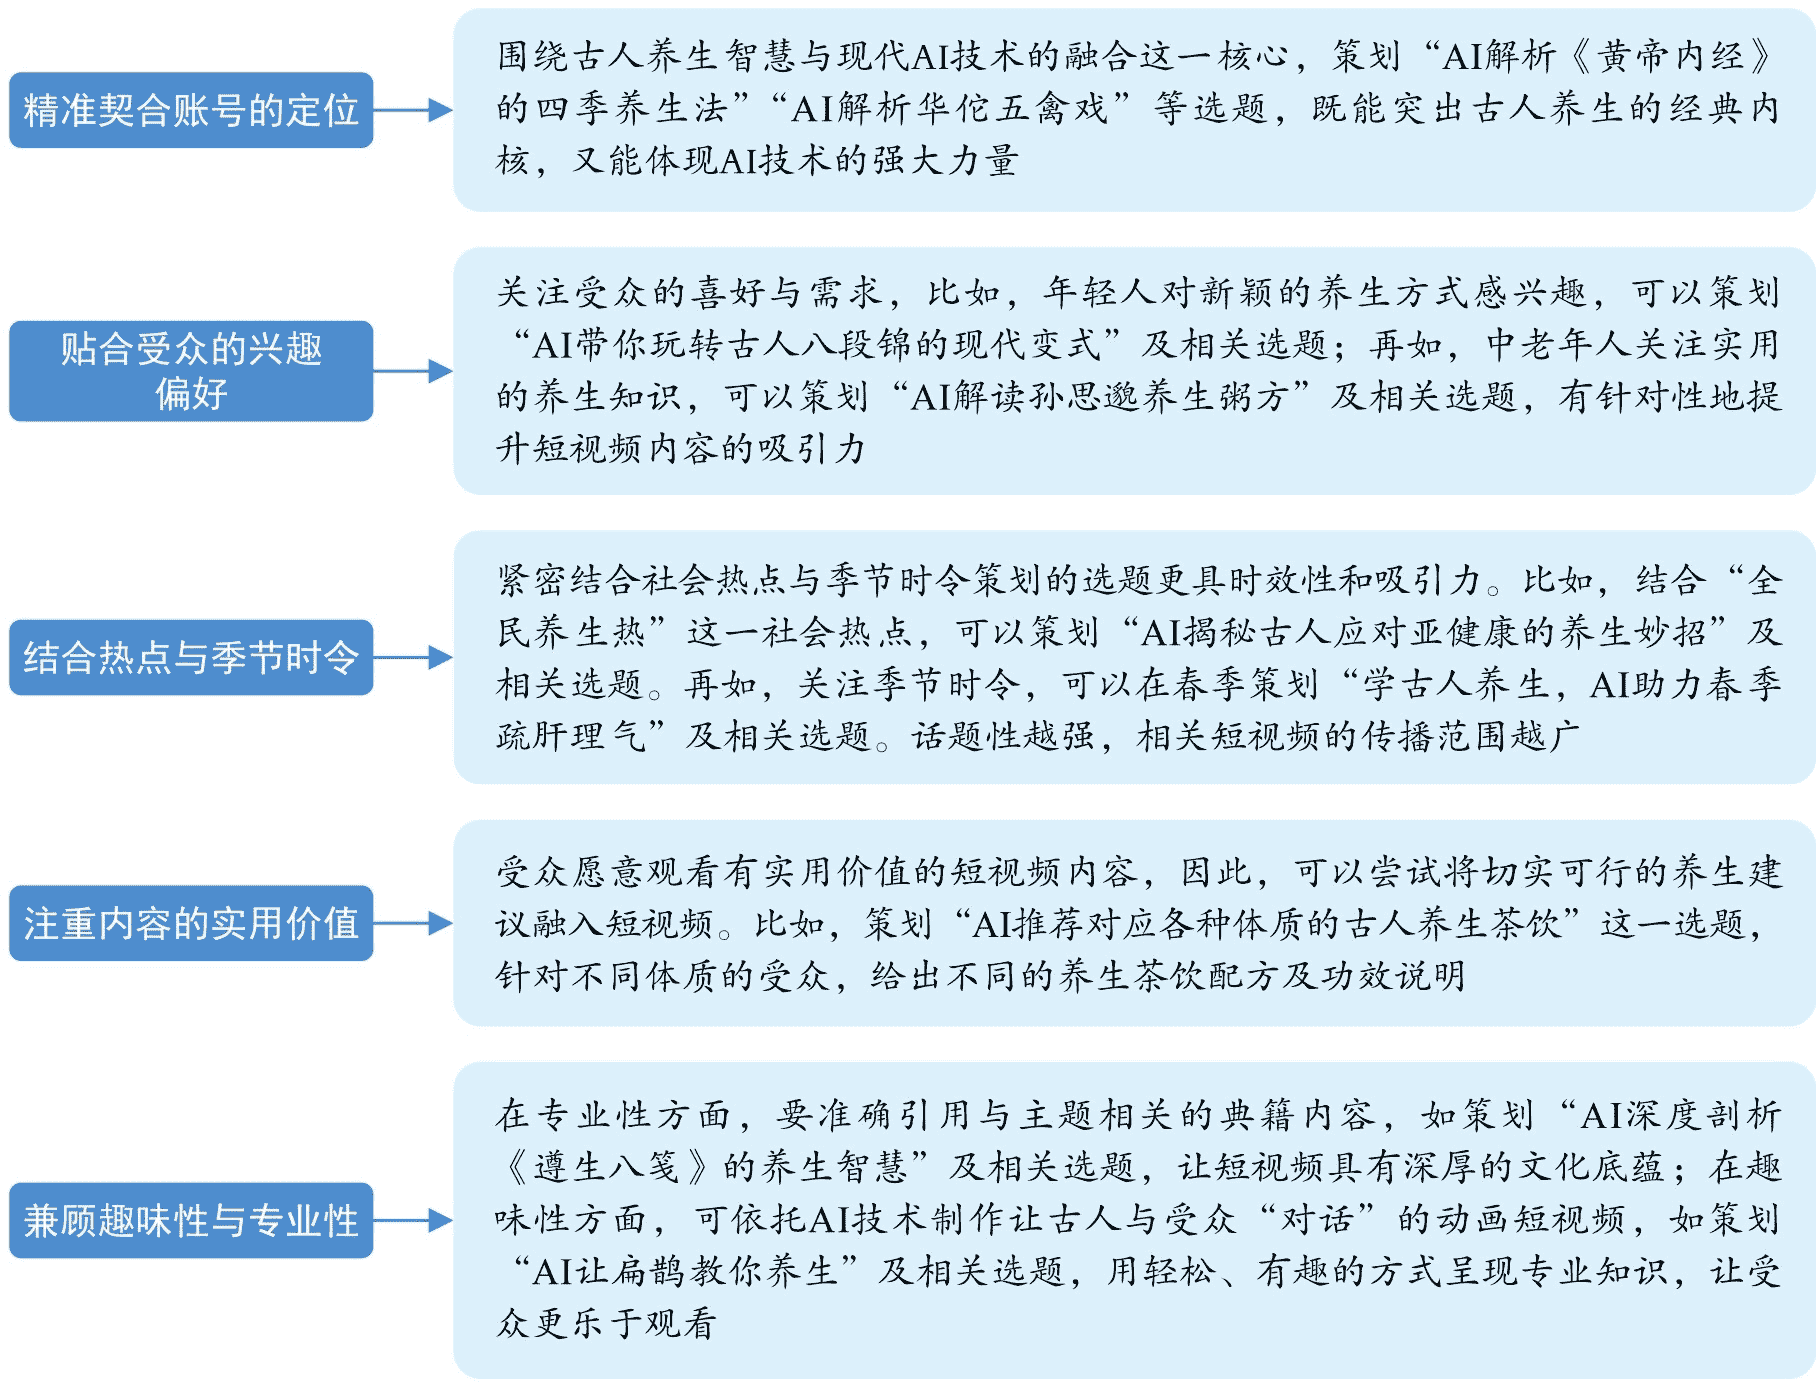 精准契合账号的定位
围绕古人养生智慧与现代AI技术的融合这一核心，策划“AI解析《黄帝内经》
的四季养生法”“AI解析华佗五禽戏”等选题，既能突出古人养生的经典内
核，又能体现AI技术的强大力量
贴合受众的兴趣
偏好
关注受众的喜好与需求，比如，年轻人对新颖的养生方式感兴趣，可以策划
“AI带你玩转古人八段锦的现代变式”及相关选题；再如，中老年人关注实用
的养生知识，可以策划“AI解读孙思邈养生粥方”及相关选题，有针对性地提
升短视频内容的吸引力
结合热点与季节时令
紧密结合社会热点与季节时令策划的选题更具时效性和吸引力。比如，结合“全
民养生热”这一社会热点，可以策划“AI揭秘古人应对亚健康的养生妙招”及
相关选题。再如，关注季节时令，可以在春季策划“学古人养生，AI助力春季
疏肝理气”及相关选题。话题性越强，相关短视频的传播范围越广
注重内容的实用价值
受众愿意观看有实用价值的短视频内容，因此，可以尝试将切实可行的养生建
议融入短视频。比如，策划“AI推荐对应各种体质的古人养生茶饮”这一选题，
针对不同体质的受众，给出不同的养生茶饮配方及功效说明
兼顾趣味性与专业性
在专业性方面，要准确引用与主题相关的典籍内容，如策划“AI深度剖析
《遵生八笺》的养生智慧”及相关选题，让短视频具有深厚的文化底蕴；在趣
味性方面，可依托AI技术制作让古人与受众“对话”的动画短视频，如策划
“AI让扁鹊教你养生”及相关选题，用轻松、有趣的方式呈现专业知识，让受
众更乐于观看